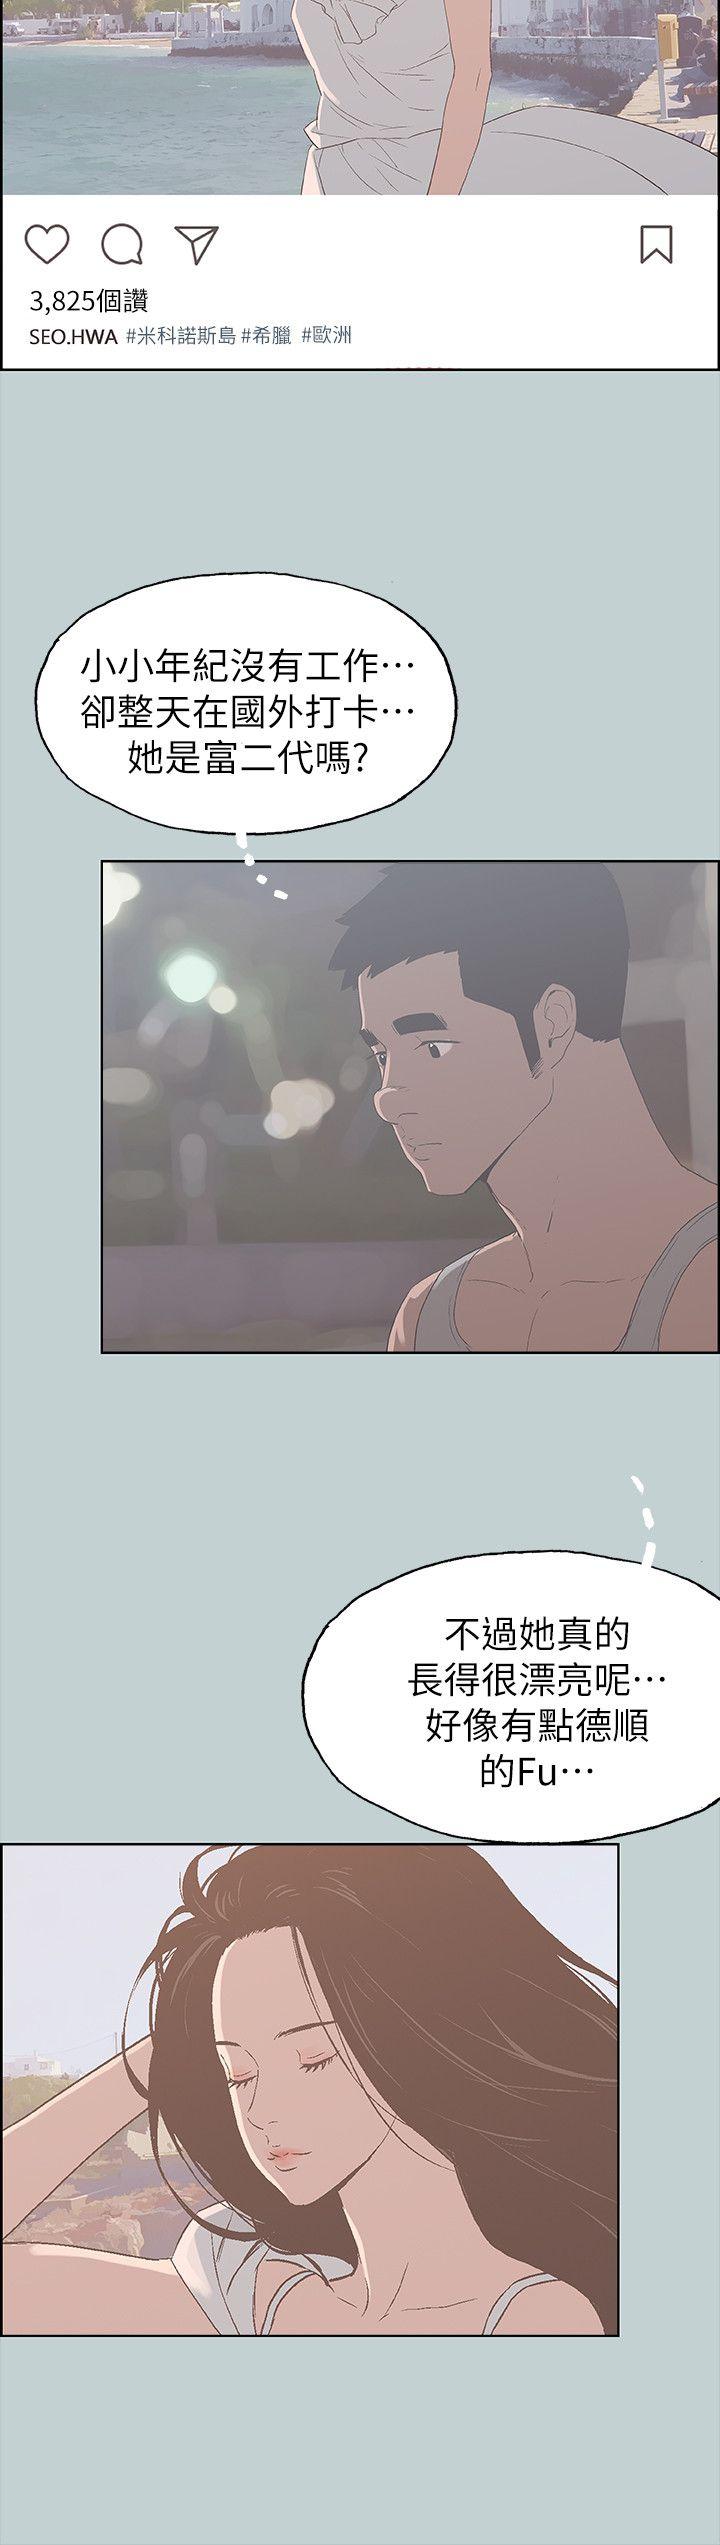 3,825個讚
SEO.HWA #米科諾斯島 #希臘 #歐洲
小小年紀沒有工作⋯
卻整天在國外打卡⋯
她是富二代嗎?
不過她真的
長得很漂亮呢⋯
好像有點德順
的Fu⋯